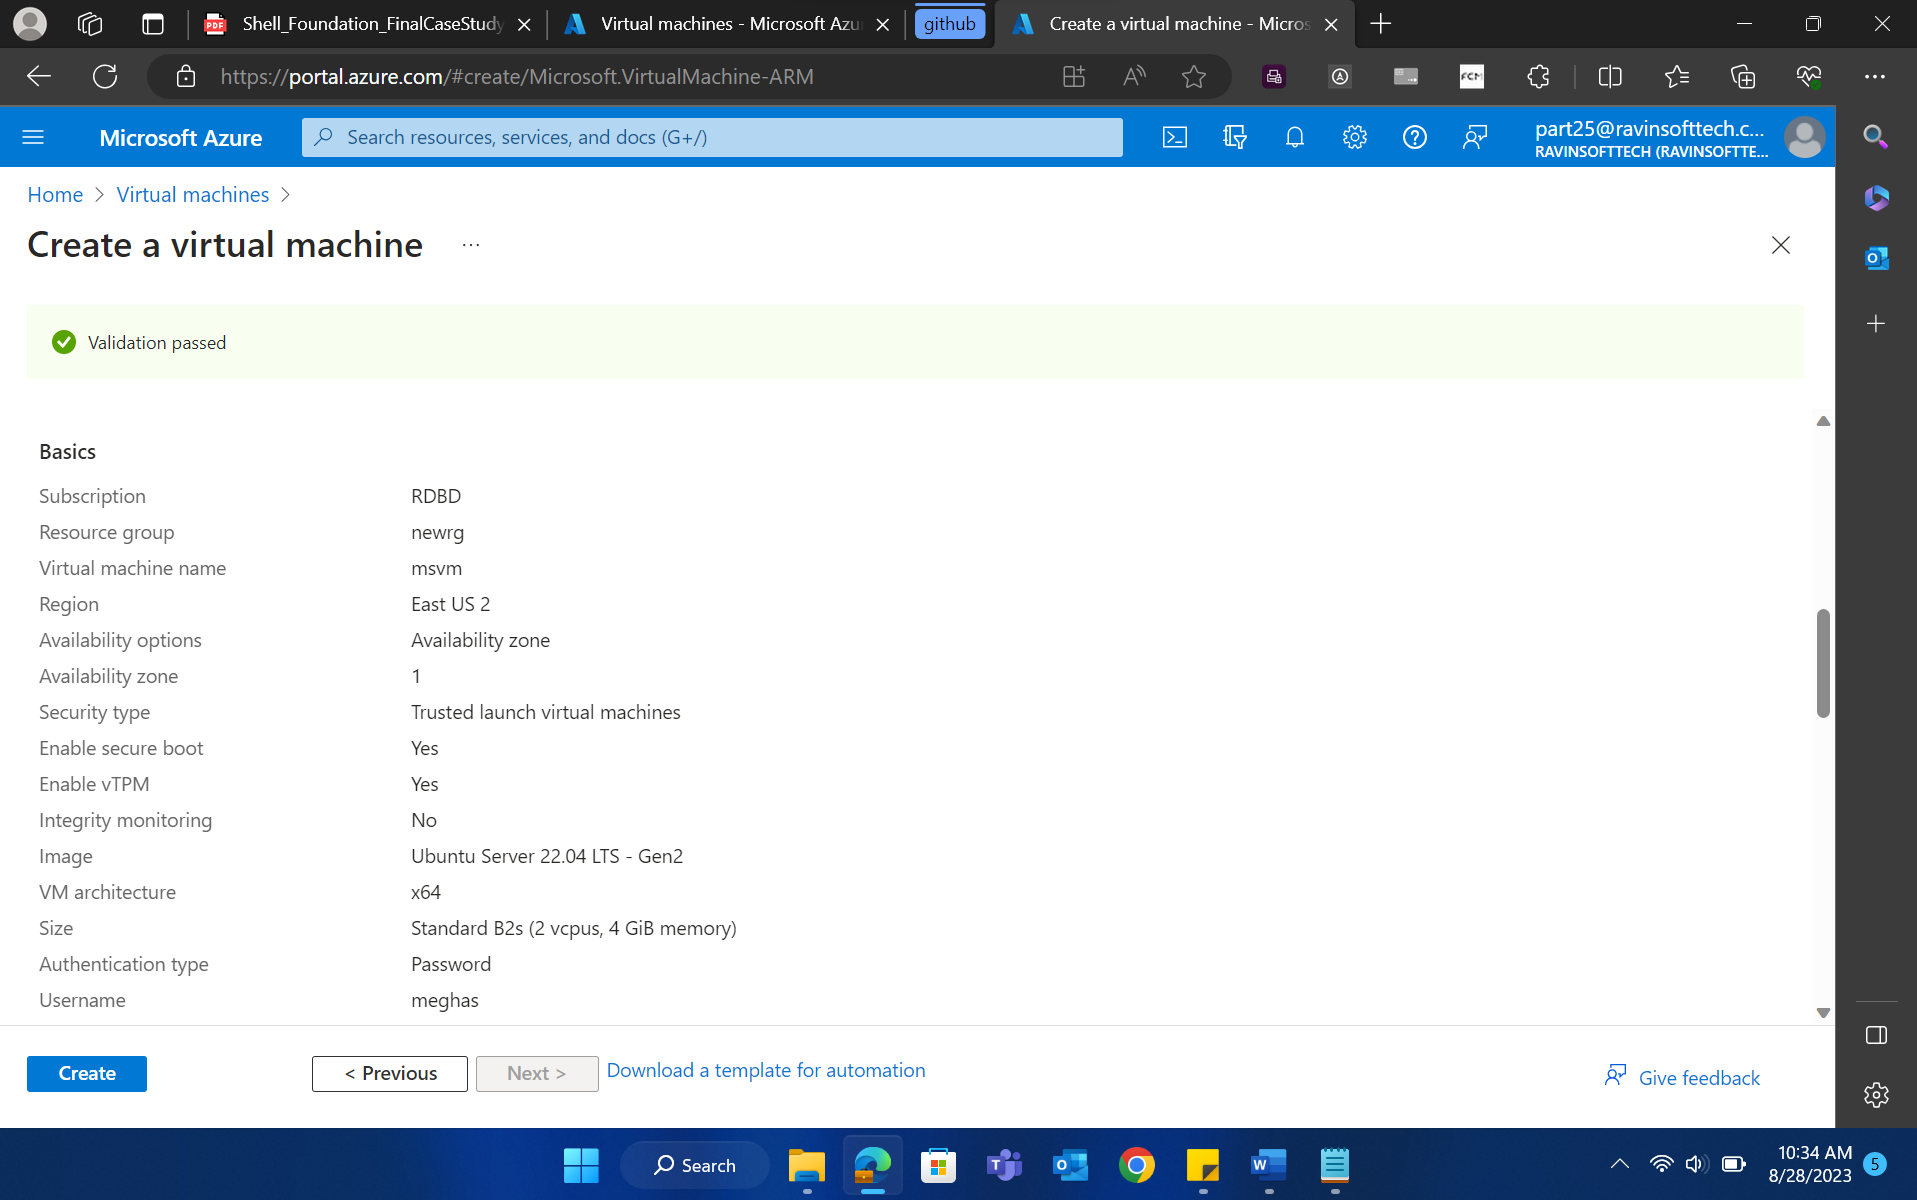 Shell_Foundation_FinalCaseStudy
Virtual machines - Microsoft Azu
github
Create a virtual machine - Micros
https://portal.azure.com/#create/Microsoft.VirtualMachine-ARM
Microsoft Azure
Search resources, services, and docs (G+/)
part25@ravinsofttech.c...
RAVINSOFTTECH (RAVINSOFTTE...
Home > Virtual machines >
Create a virtual machine ...
Validation passed
Basics
Subscription RDBD
Resource group newrg
Virtual machine name msvm
Region East US 2
Availability options Availability zone
Availability zone 1
Security type Trusted launch virtual machines
Enable secure boot Yes
Enable vTPM Yes
Integrity monitoring No
Image Ubuntu Server 22.04 LTS - Gen2
VM architecture x64
Size Standard B2s (2 vcpus, 4 GiB memory)
Authentication type Password
Username meghas
Create
< Previous
Next >
Download a template for automation
Give feedback
Search
10:34 AM
8/28/2023
5